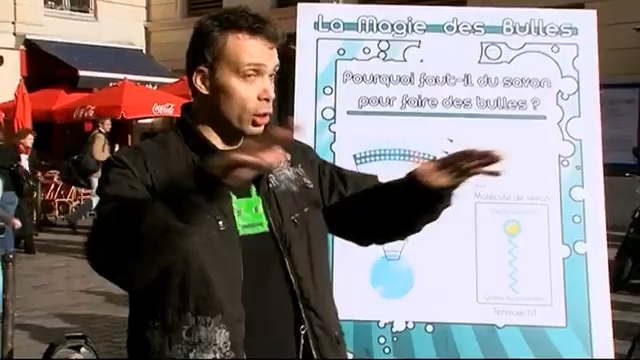 La Magie des Bulles
Pourquoi faut-il du savon
pour faire des bulles ?
Coca-Cola
Molécule de savon
Tensioactif